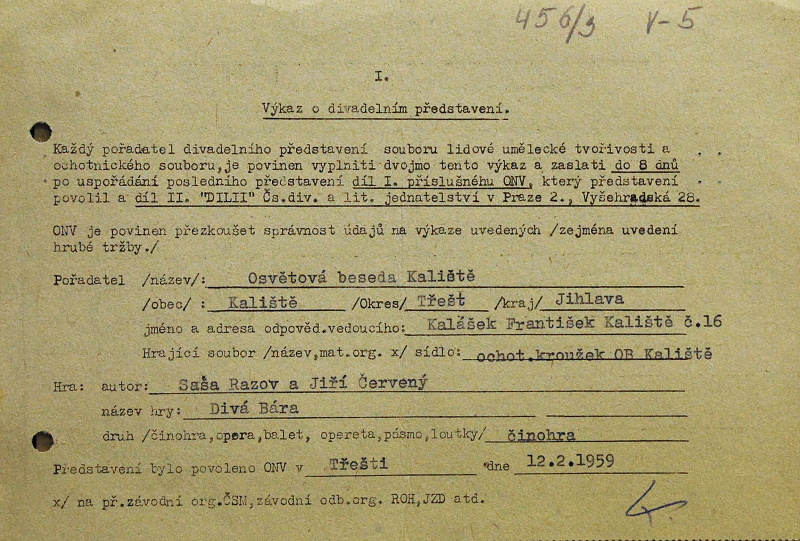 456/3 V-5
I.
Výkaz o divadelním představení.
Každý pořadatel divadelního představení souboru lidové umělecké tvořivosti a
ochotnického souboru,je povinen vyplniti dvojmo tento výkaz a zaslati do 8 dnů
po uspořádání posledního představení díl I. příslušného ONV, který představení
povolil a díl II. "DILII" Čs.div. a lit. jednatelství v Praze 2., Vyšehradská 28.
ONV je povinen přezkoušet správnost údajů na výkaze uvedených /zejména uvedení
hrubé tržby./
Pořadatel /název/: Osvětová beseda Kaliště
/obec/ : Kaliště /Okres/ Třešt /kraj/ Jihlava
jméno a adresa odpověd.vedoucího: Kalášek František Kaliště č.16
Hrající soubor /název,mat.org. x/ sídlo: ochot.kroužek OB Kaliště
Hra: autor: Saša Razov a Jiří Červený
název hry: Divá Bára
druh /činohra,opera,balet, opereta,pásmo,loutky/ činohra
Představení bylo povoleno ONV v Třešti dne 12.2.1959
x/ na př.závodní org.ČSM,závodní odb.org. ROH,JZD atd.